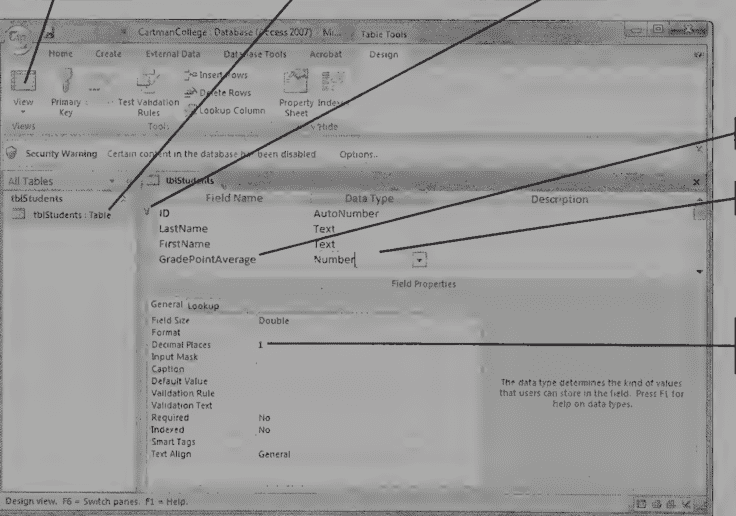 CartmanCollege : Database (Access 2007) - Mi... Table Tools
Home Create External Data Database Tools Acrobat Design
View Primary Key Test Validation Rules Insert Rows Delete Rows Lookup Column Property Sheet Indexes
Views Tools Show/Hide
Security Warning Certain content in the database has been disabled Options...
All Tables
tblStudents
tblStudents : Table
tblStudents
Field Name Data Type Description
ID AutoNumber
LastName Text
FirstName Text
GradePointAverage Number
Field Properties
General Lookup
Field Size Double
Format
Decimal Places 1
Input Mask
Caption
Default Value
Validation Rule
Validation Text
Required No
Indexed No
Smart Tags
Text Align General
The data type determines the kind of values
that users can store in the field. Press F1 for
help on data types.
Design view. F6 = Switch panes. F1 = Help.